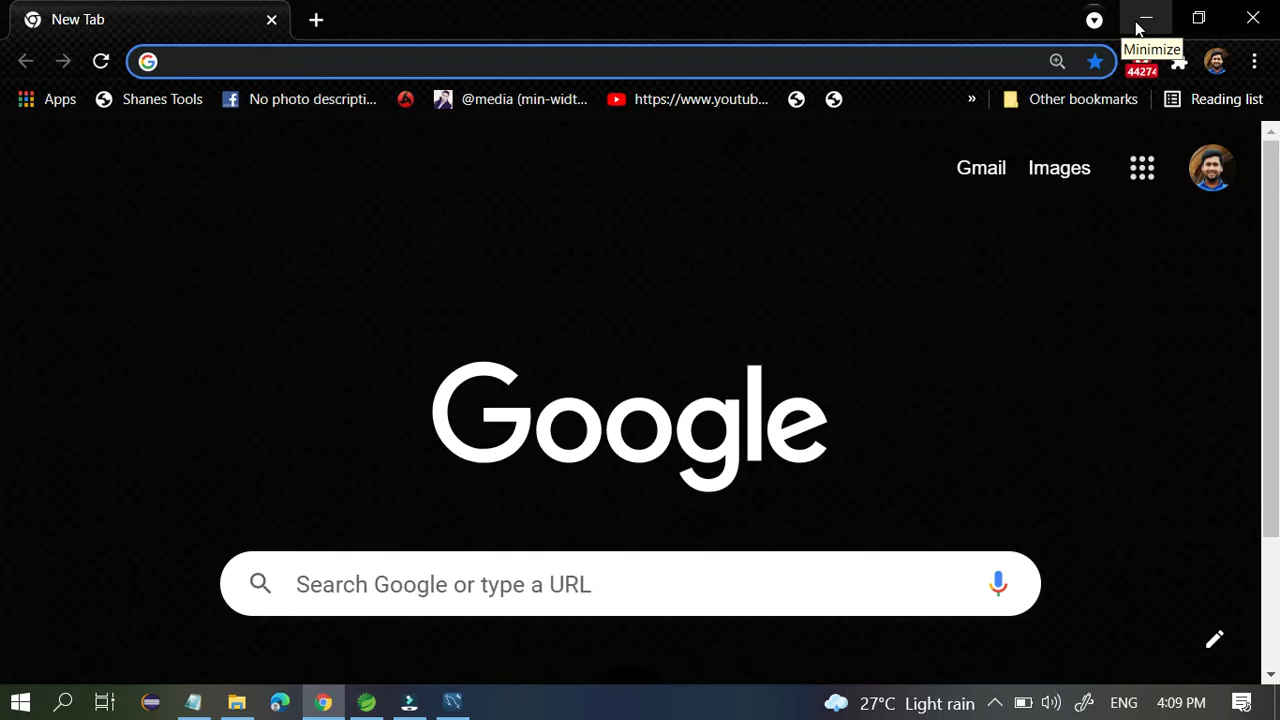 New Tab
Minimize
44274
Apps
Shanes Tools
No photo descripti...
@media (min-widt...
https://www.youtub...
»
Other bookmarks
Reading list
Gmail
Images
Google
Search Google or type a URL
27°C Light rain
ENG
4:09 PM